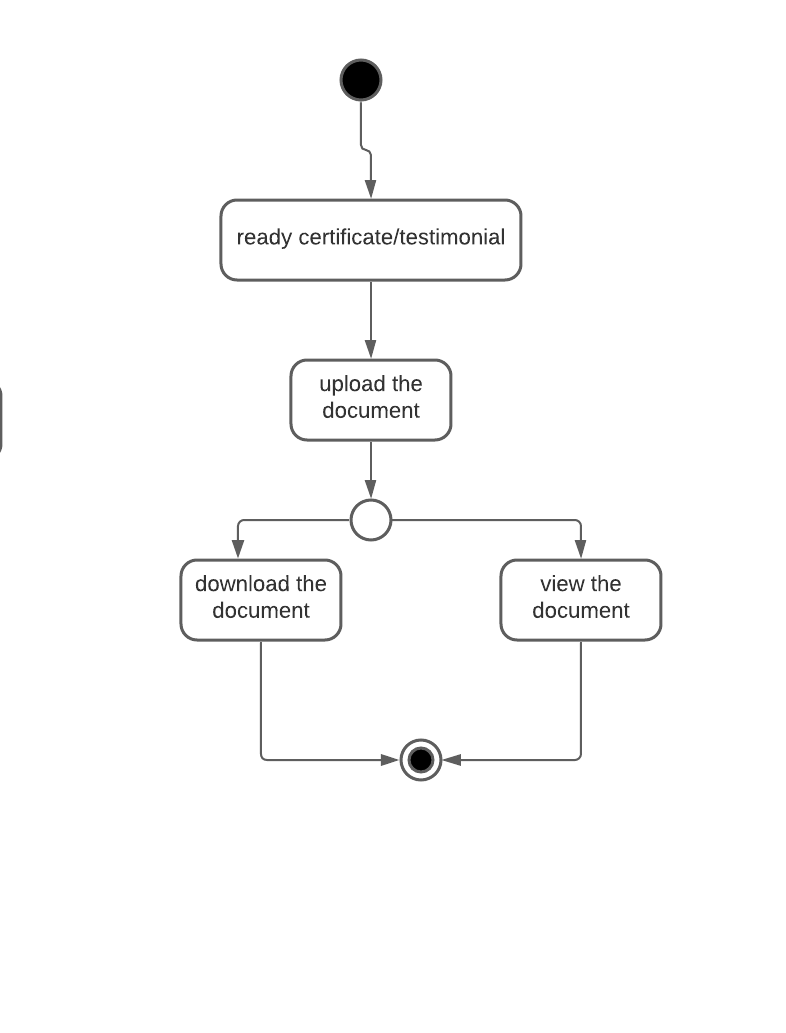 ready certificate/testimonial
upload the
document
download the
document
view the
document